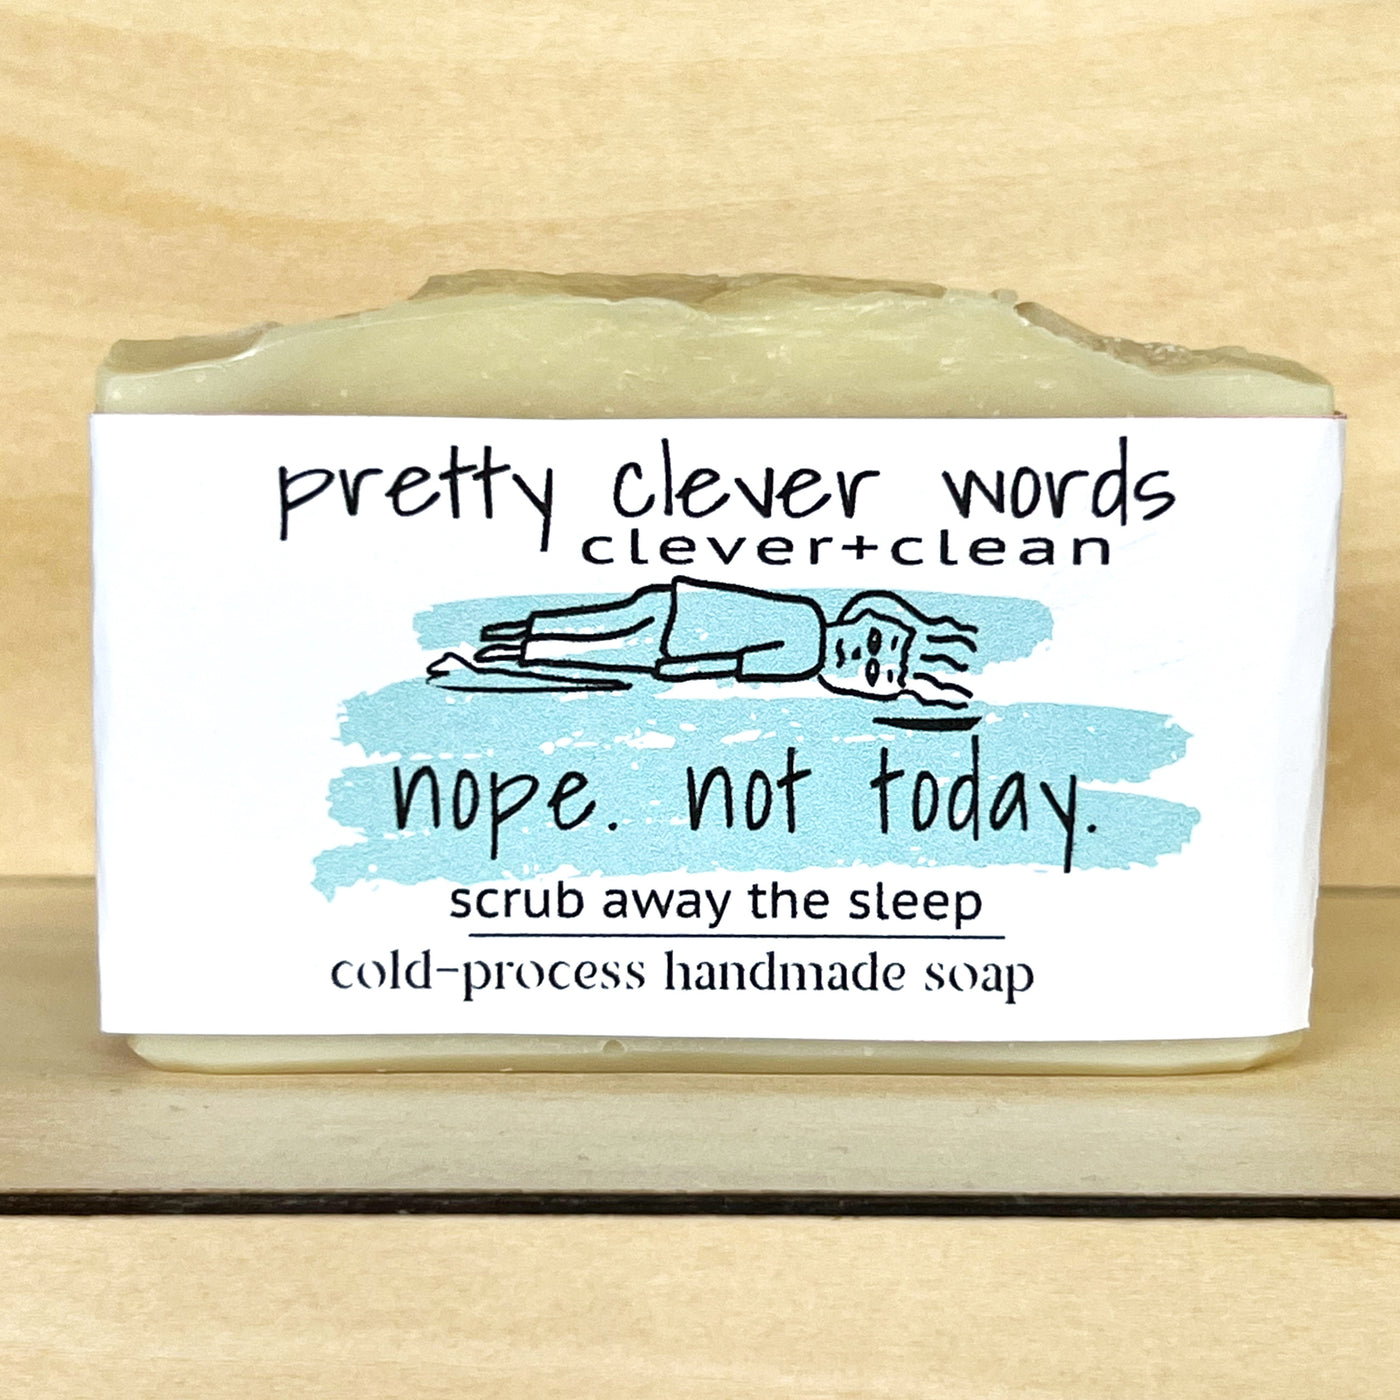 pretty clever words
clever+clean
nope. not today.
scrub away the sleep
cold-process handmade soap